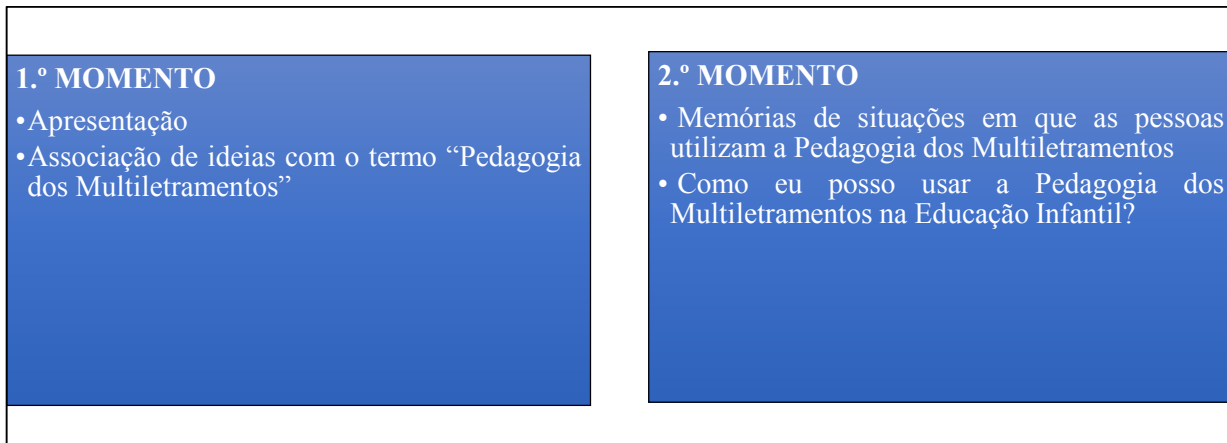 1.º MOMENTO
•Apresentação
•Associação de ideias com o termo “Pedagogia
dos Multiletramentos”
2.º MOMENTO
• Memórias de situações em que as pessoas
utilizam a Pedagogia dos Multiletramentos
• Como eu posso usar a Pedagogia dos
Multiletramentos na Educação Infantil?